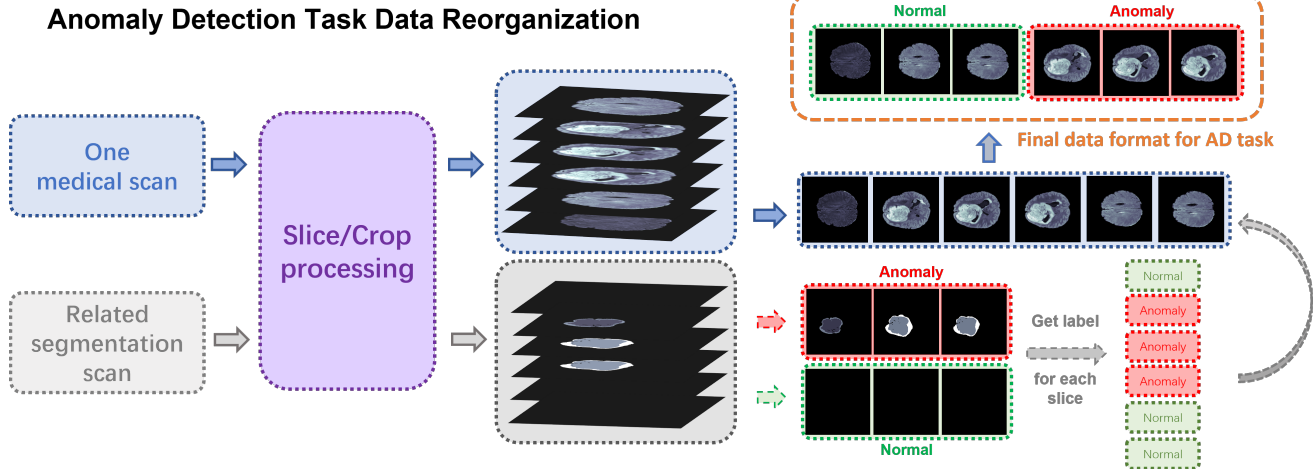 Anomaly Detection Task Data Reorganization
Normal
Anomaly
Final data format for AD task
One
medical scan
Slice/Crop
processing
Related
segmentation
scan
Anomaly
Normal
Get label
for each
slice
Normal
Anomaly
Anomaly
Anomaly
Normal
Normal